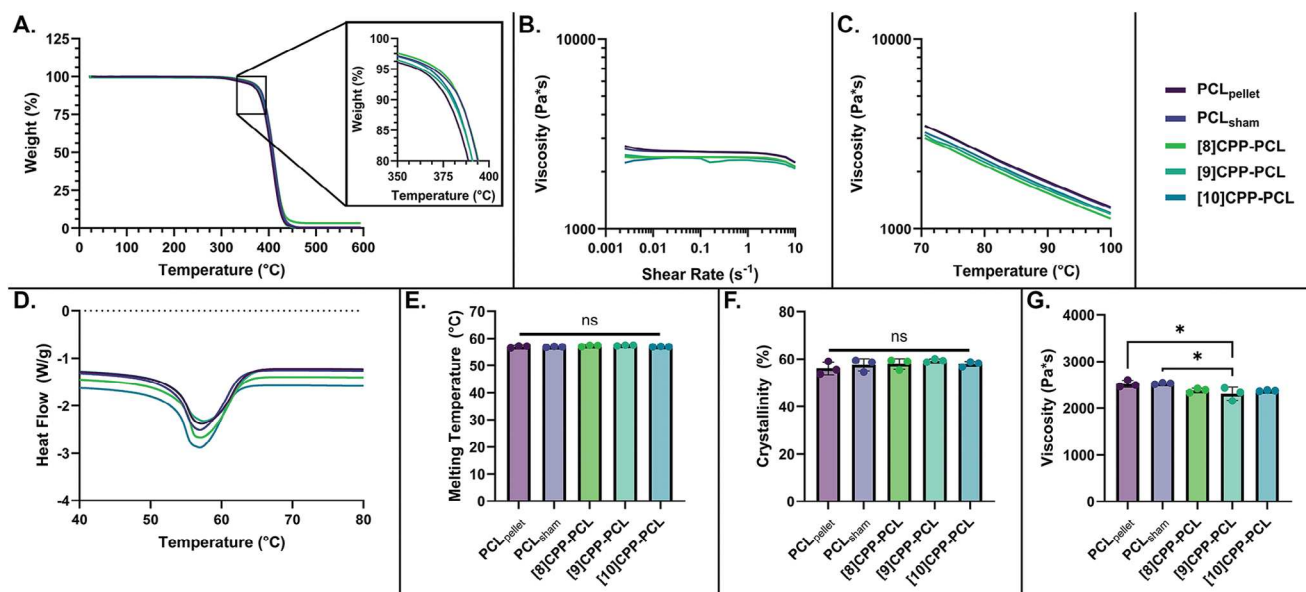 A.
Weight (%)
125
100
75
50
25
0
0 100 200 300 400 500 600
Temperature (°C)
Weight (%)
100
95
90
85
80
350 375 400
Temperature (°C)
B.
Viscosity (Pa*s)
10000
1000
0.001 0.01 0.1 1 10
Shear Rate (s-1)
C.
Viscosity (Pa*s)
10000
1000
70 80 90 100
Temperature (°C)
PCLpellet
PCLsham
[8]CPP-PCL
[9]CPP-PCL
[10]CPP-PCL
D.
Heat Flow (W/g)
0
-1
-2
-3
-4
40 50 60 70 80
Temperature (°C)
E.
Melting Temperature (°C)
70
60
50
40
30
20
10
0
ns
PCLpellet
PCLsham
[8]CPP-PCL
[9]CPP-PCL
[10]CPP-PCL
F.
Crystallinity (%)
80
60
40
20
0
ns
PCLpellet
PCLsham
[8]CPP-PCL
[9]CPP-PCL
[10]CPP-PCL
G.
Viscosity (Pa*s)
4000
3000
2000
1000
0
*
*
PCLpellet
PCLsham
[8]CPP-PCL
[9]CPP-PCL
[10]CPP-PCL